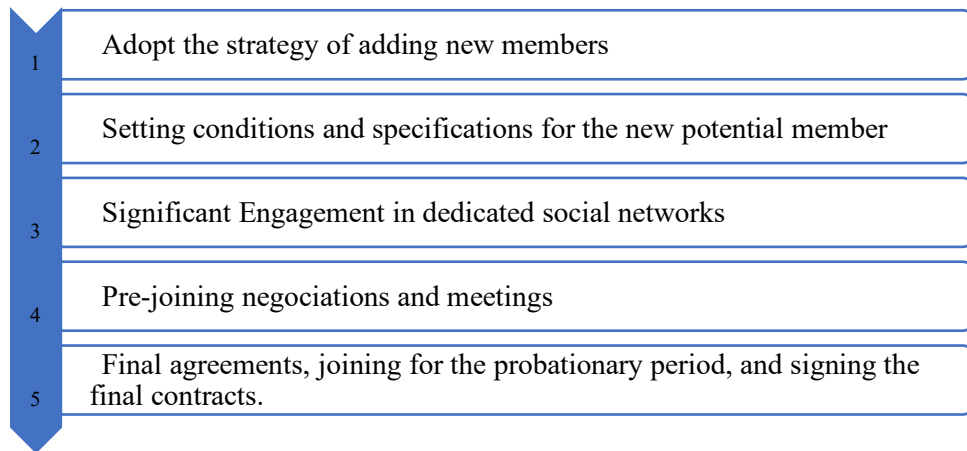 1
Adopt the strategy of adding new members
2
Setting conditions and specifications for the new potential member
3
Significant Engagement in dedicated social networks
4
Pre-joining negociations and meetings
5
Final agreements, joining for the probationary period, and signing the
final contracts.